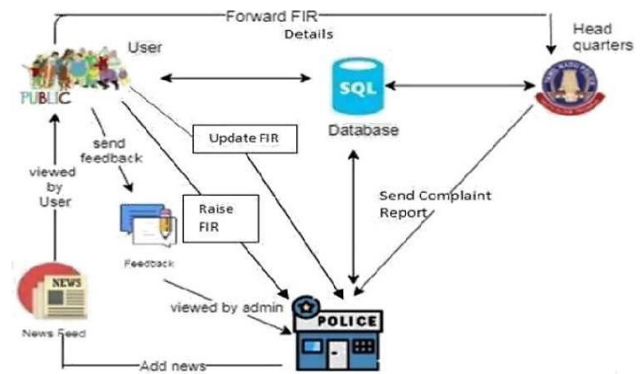 Forward FIR
Details
User
Head
quarters
PUBLIC
SQL
Database
Update FIR
send
feedback
viewed
by
User
Raise
FIR
Send Complaint
Report
Feedback
NEWS
News Feed
viewed by admin
POLICE
Add news